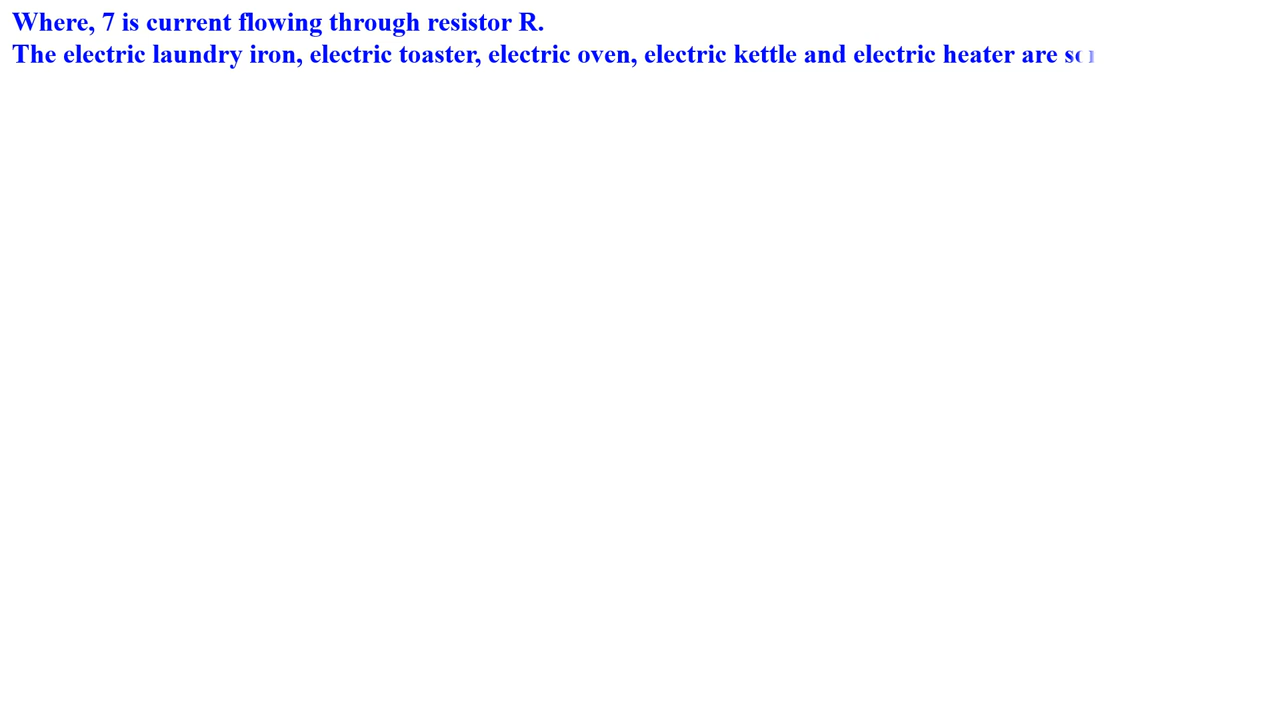 Where, 7 is current flowing through resistor R.
The electric laundry iron, electric toaster, electric oven, electric kettle and electric heater are